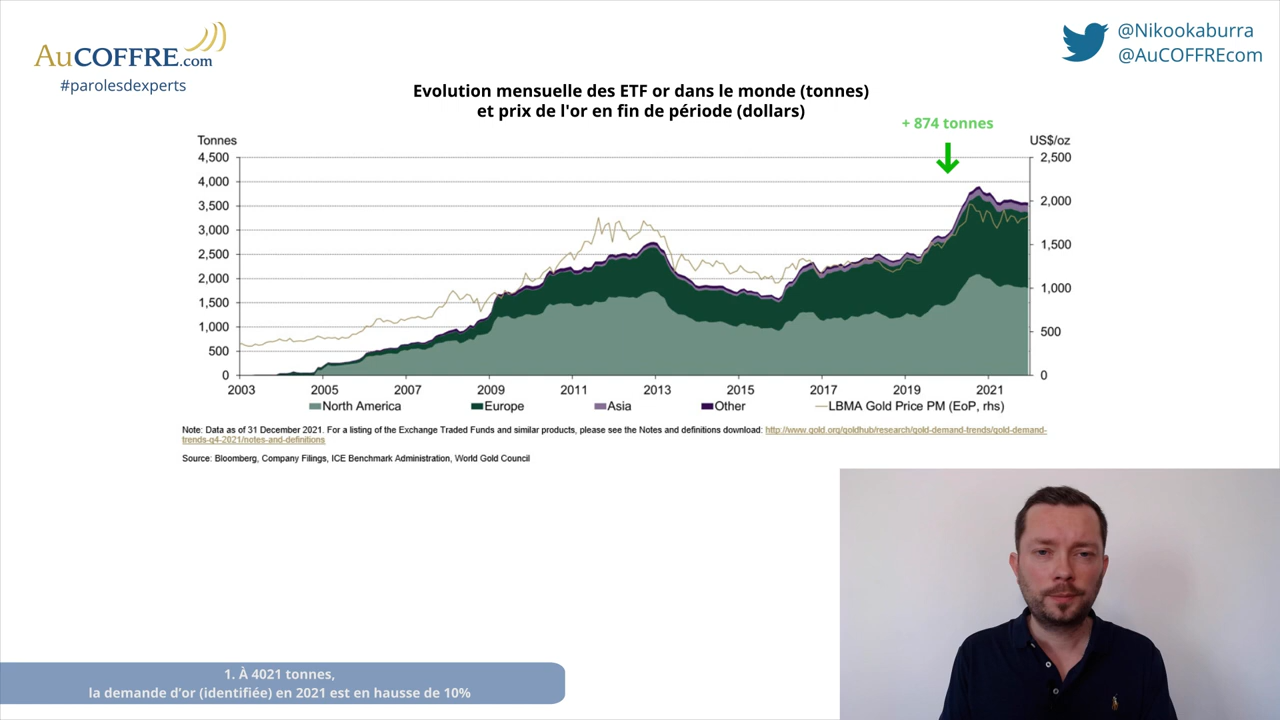 AuCOFFRE.com
#parolesdexperts
@Nikookaburra
@AuCOFFREcom
Evolution mensuelle des ETF or dans le monde (tonnes)
et prix de l'or en fin de période (dollars)
+ 874 tonnes
Tonnes
US$/oz
4,500
4,000
3,500
3,000
2,500
2,000
1,500
1,000
500
0
2,500
2,000
1,500
1,000
500
0
2003 2005 2007 2009 2011 2013 2015 2017 2019 2021
North America Europe Asia Other LBMA Gold Price PM (EoP, rhs)
Note: Data as of 31 December 2021. For a listing of the Exchange Traded Funds and similar products, please see the Notes and definitions download: http://www.gold.org/goldhub/research/gold-demand-trends/gold-demand-
trends-q4-2021/notes-and-definitions
Source: Bloomberg, Company Filings, ICE Benchmark Administration, World Gold Council
1. À 4021 tonnes,
la demande d'or (identifiée) en 2021 est en hausse de 10%